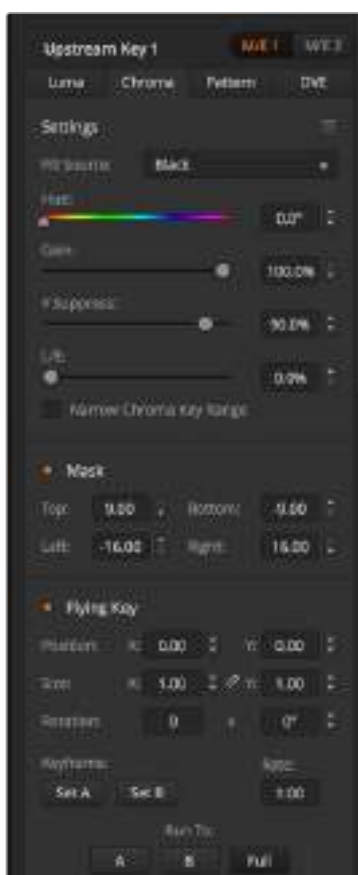 Upstream Key 1 M/E 1 M/E 2
Luma Chroma Pattern DVE
Settings
Fill Source: Black
Hue: 0.0°
Gain: 100.0%
Y Suppress: 90.0%
Lift: 0.0%
Narrow Chroma Key Range
Mask
Top: 9.00 Bottom: -9.00
Left: -16.00 Right: 16.00
Flying Key
Position: X: 0.00 Y: 0.00
Size: X: 1.00 Y: 1.00
Rotation: 0 x 0°
Keyframe: Rate:
Set A Set B 1:00
Run To:
A B Full